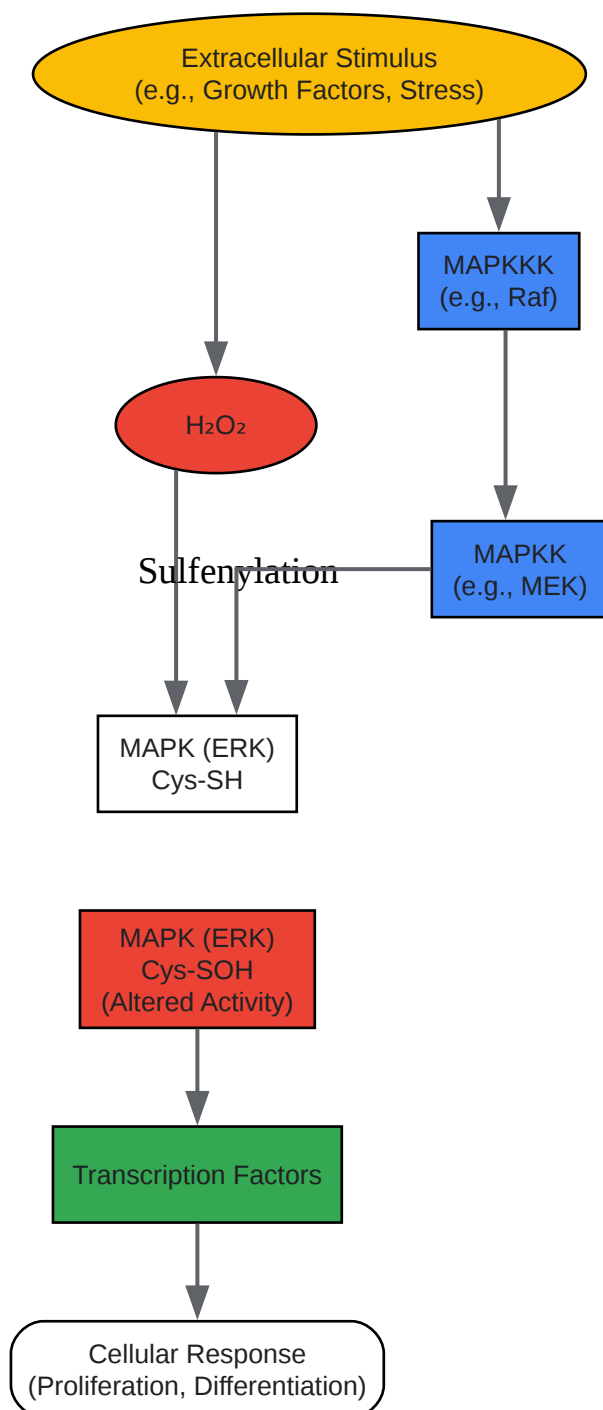 Extracellular Stimulus
(e.g., Growth Factors, Stress)
MAPKKK
(e.g., Raf)
H₂O₂
MAPKK
(e.g., MEK)
Sulfenylation
MAPK (ERK)
Cys-SH
MAPK (ERK)
Cys-SOH
(Altered Activity)
Transcription Factors
Cellular Response
(Proliferation, Differentiation)